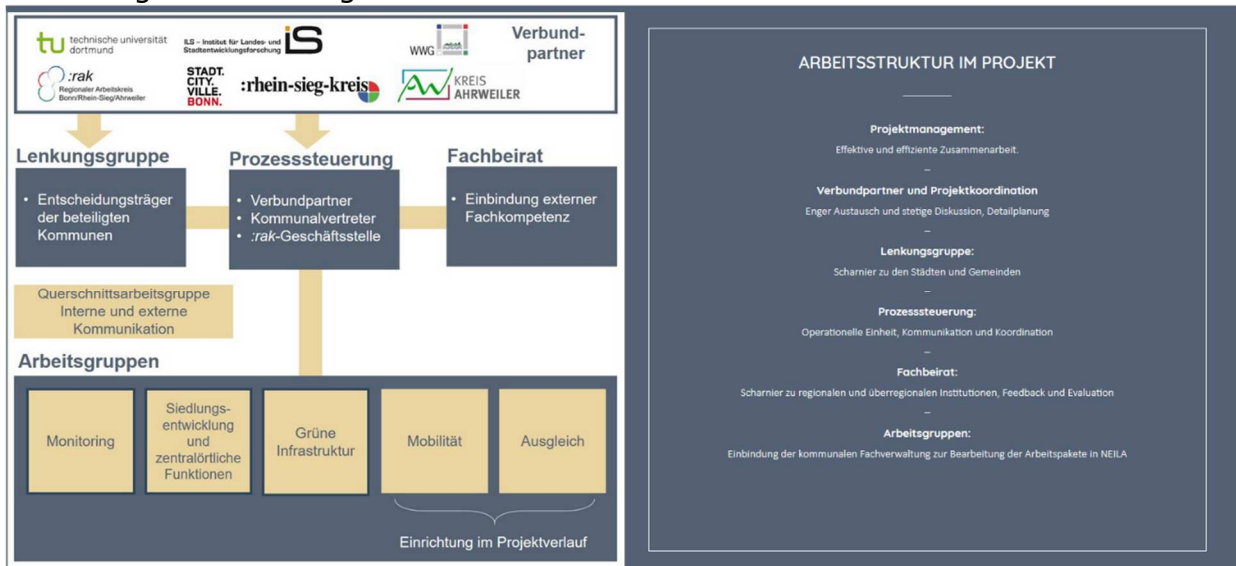 tu technische universität
dortmund
ILS – Institut für Landes- und
Stadtentwicklungsforschung
WWG
Verbund-
partner
:rak
Regionaler Arbeitskreis
Bonn/Rhein-Sieg/Ahrweiler
STADT.
CITY.
VILLE.
BONN.
:rhein-sieg-kreis
AW KREIS
AHRWEILER
Lenkungsgruppe
• Entscheidungsträger
der beteiligten
Kommunen
Prozesssteuerung
• Verbundpartner
• Kommunalvertreter
• :rak-Geschäftsstelle
Fachbeirat
• Einbindung externer
Fachkompetenz
Querschnittsarbeitsgruppe
Interne und externe
Kommunikation
Arbeitsgruppen
Monitoring
Siedlungs-
entwicklung
und
zentralörtliche
Funktionen
Grüne
Infrastruktur
Mobilität
Ausgleich
Einrichtung im Projektverlauf
ARBEITSSTRUKTUR IM PROJEKT
Projektmanagement:
Effektive und effiziente Zusammenarbeit.
–
Verbundpartner und Projektkoordination
Enger Austausch und stetige Diskussion, Detailplanung
–
Lenkungsgruppe:
Scharnier zu den Städten und Gemeinden
–
Prozesssteuerung:
Operationelle Einheit, Kommunikation und Koordination
–
Fachbeirat:
Scharnier zu regionalen und überregionalen Institutionen, Feedback und Evaluation
–
Arbeitsgruppen:
Einbindung der kommunalen Fachverwaltung zur Bearbeitung der Arbeitspakete in NEILA